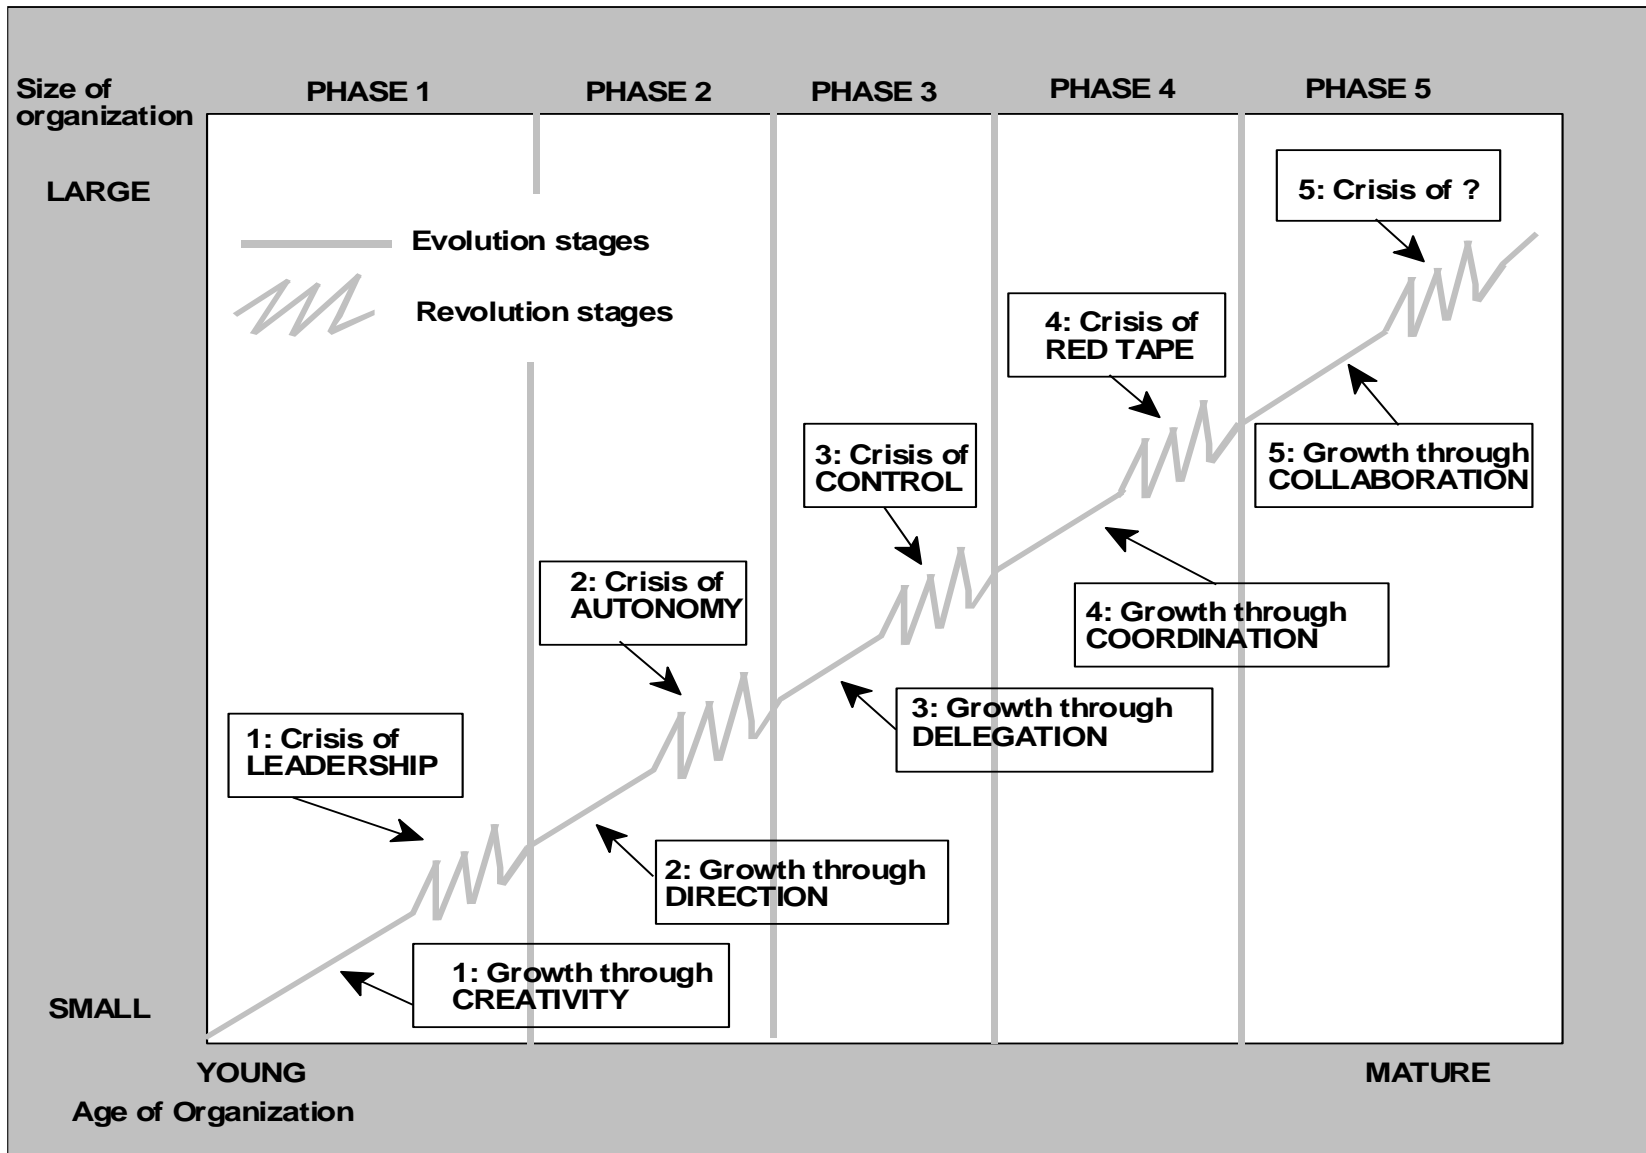 Size of
organization
PHASE 1
PHASE 2
PHASE 3
PHASE 4
PHASE 5
LARGE
Evolution stages
Revolution stages
5: Crisis of ?
4: Crisis of
RED TAPE
5: Growth through
COLLABORATION
3: Crisis of
CONTROL
4: Growth through
COORDINATION
2: Crisis of
AUTONOMY
3: Growth through
DELEGATION
1: Crisis of
LEADERSHIP
2: Growth through
DIRECTION
1: Growth through
CREATIVITY
SMALL
YOUNG
MATURE
Age of Organization